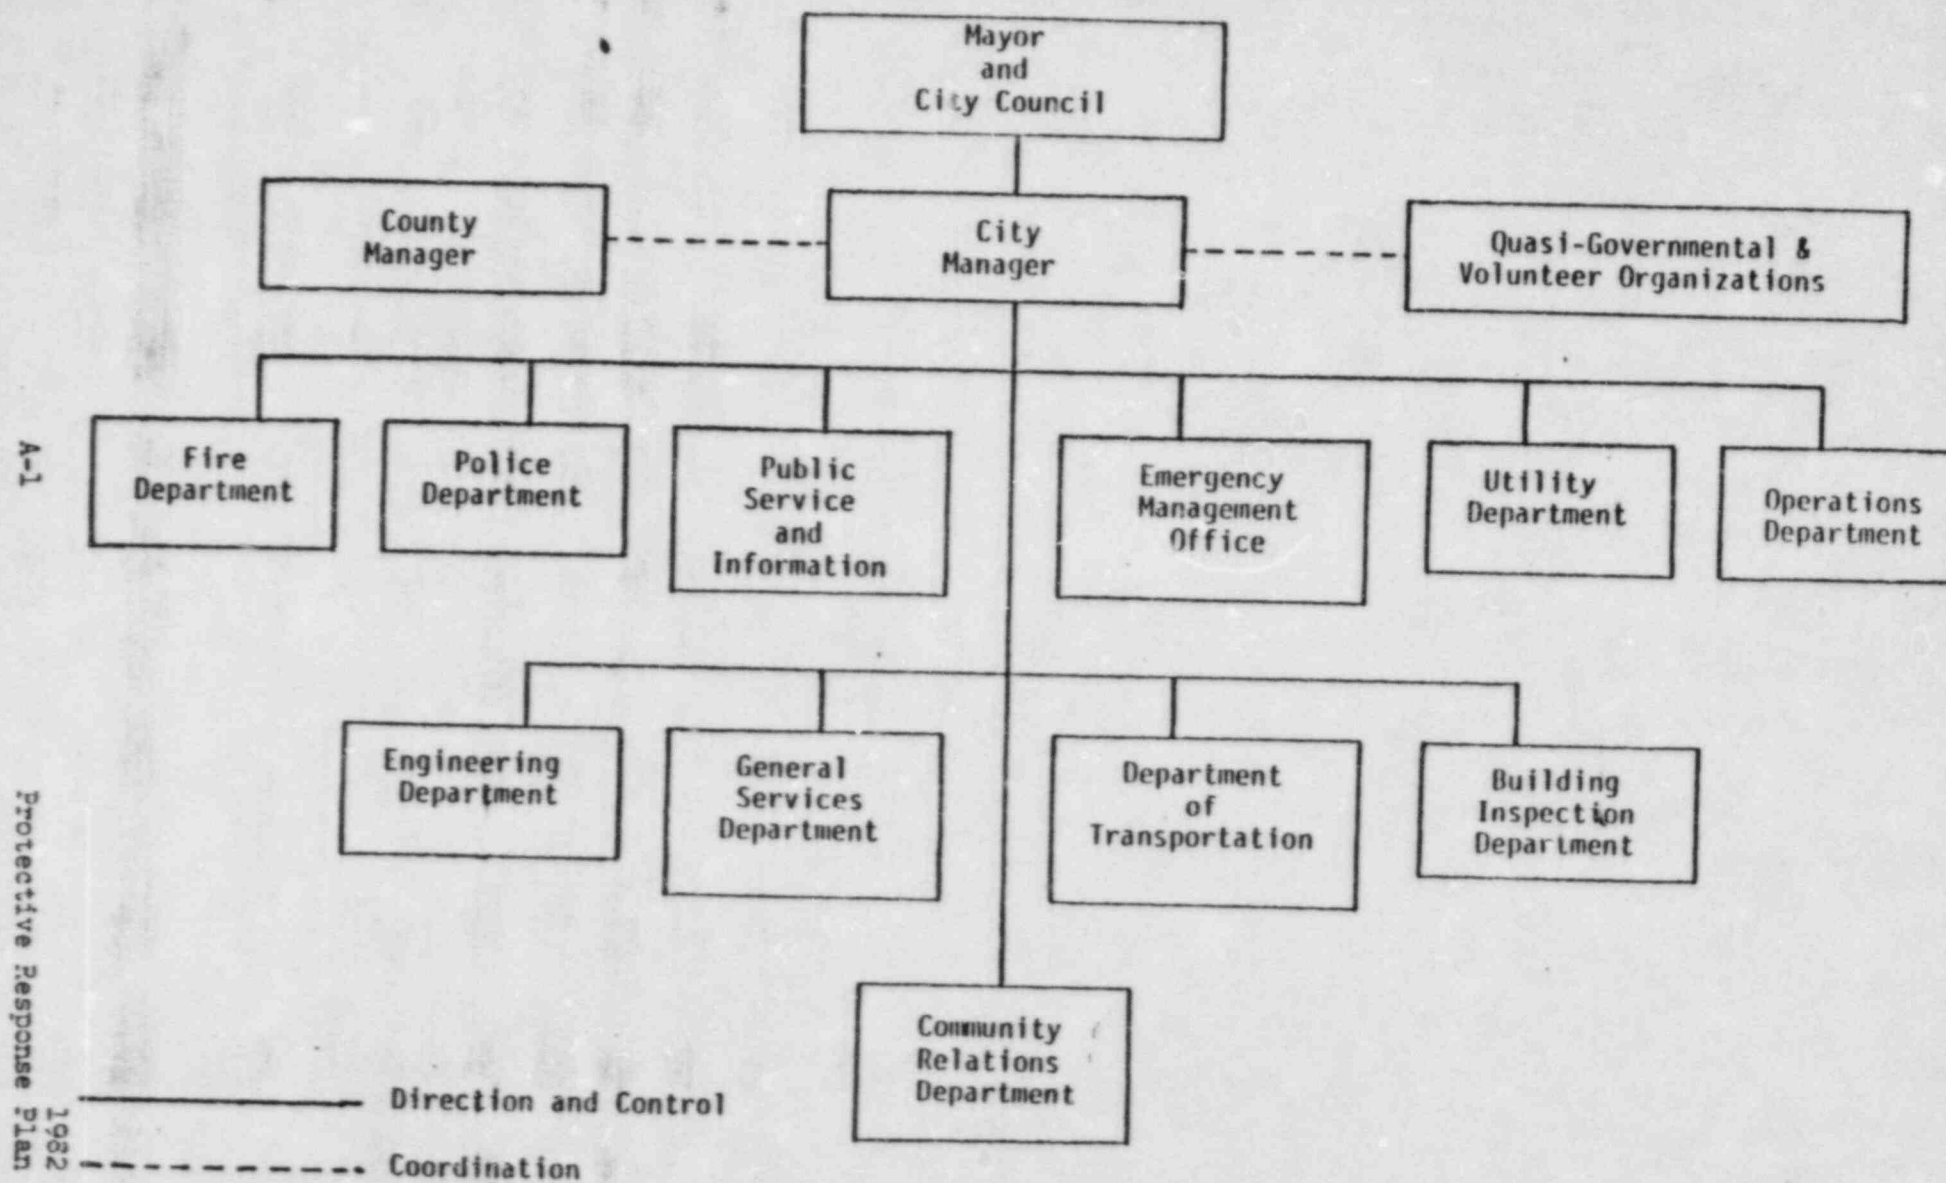 Mayor
and
City Council
County
Manager
City
Manager
Quasi-Governmental &
Volunteer Organizations
Fire
Department
Police
Department
Public
Service
and
Information
Emergency
Management
Office
Utility
Department
Operations
Department
Engineering
Department
General
Services
Department
Department
of
Transportation
Building
Inspection
Department
Community
Relations
Department
Direction and Control
Coordination
A-1
1982
Protective Response Plan